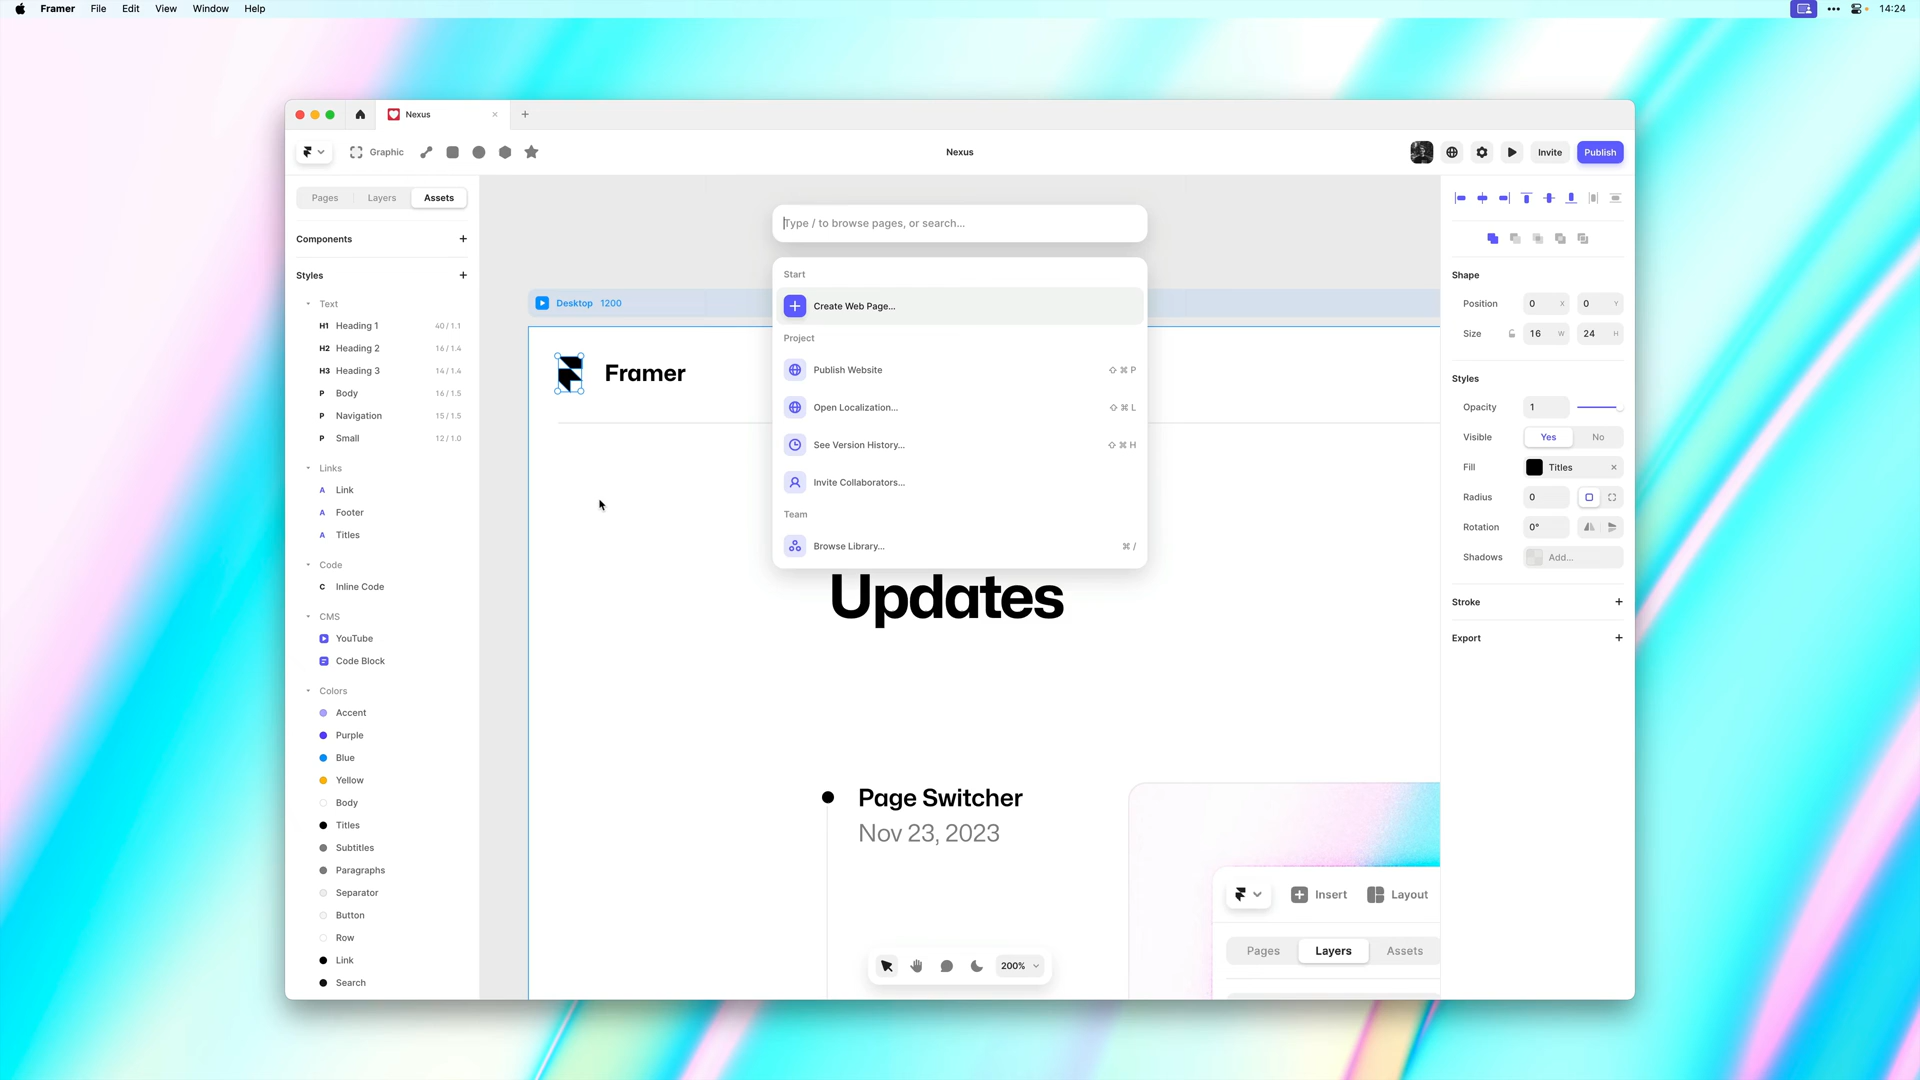 Framer File Edit View Window Help 14:24
Nexus
Graphic Nexus Invite Publish
Pages Layers Assets
Components
Styles
Text
H1 Heading 1 40 / 1.1
H2 Heading 2 16 / 1.4
H3 Heading 3 14 / 1.4
P Body 16 / 1.5
P Navigation 15 / 1.5
P Small 12 / 1.0
Links
A Link
A Footer
A Titles
Code
C Inline Code
CMS
YouTube
Code Block
Colors
Accent
Purple
Blue
Yellow
Body
Titles
Subtitles
Paragraphs
Separator
Button
Row
Link
Search
Type / to browse pages, or search...
Start
Create Web Page...
Project
Publish Website ⇧ ⌘ P
Open Localization... ⇧ ⌘ L
See Version History... ⇧ ⌘ H
Invite Collaborators...
Team
Browse Library... ⌘ /
Desktop 1200
Framer
Updates
Page Switcher
Nov 23, 2023
Insert Layout
Pages Layers Assets
200%
Shape
Position 0 X 0 Y
Size 16 W 24 H
Styles
Opacity 1
Visible Yes No
Fill Titles
Radius 0
Rotation 0°
Shadows Add...
Stroke
Export